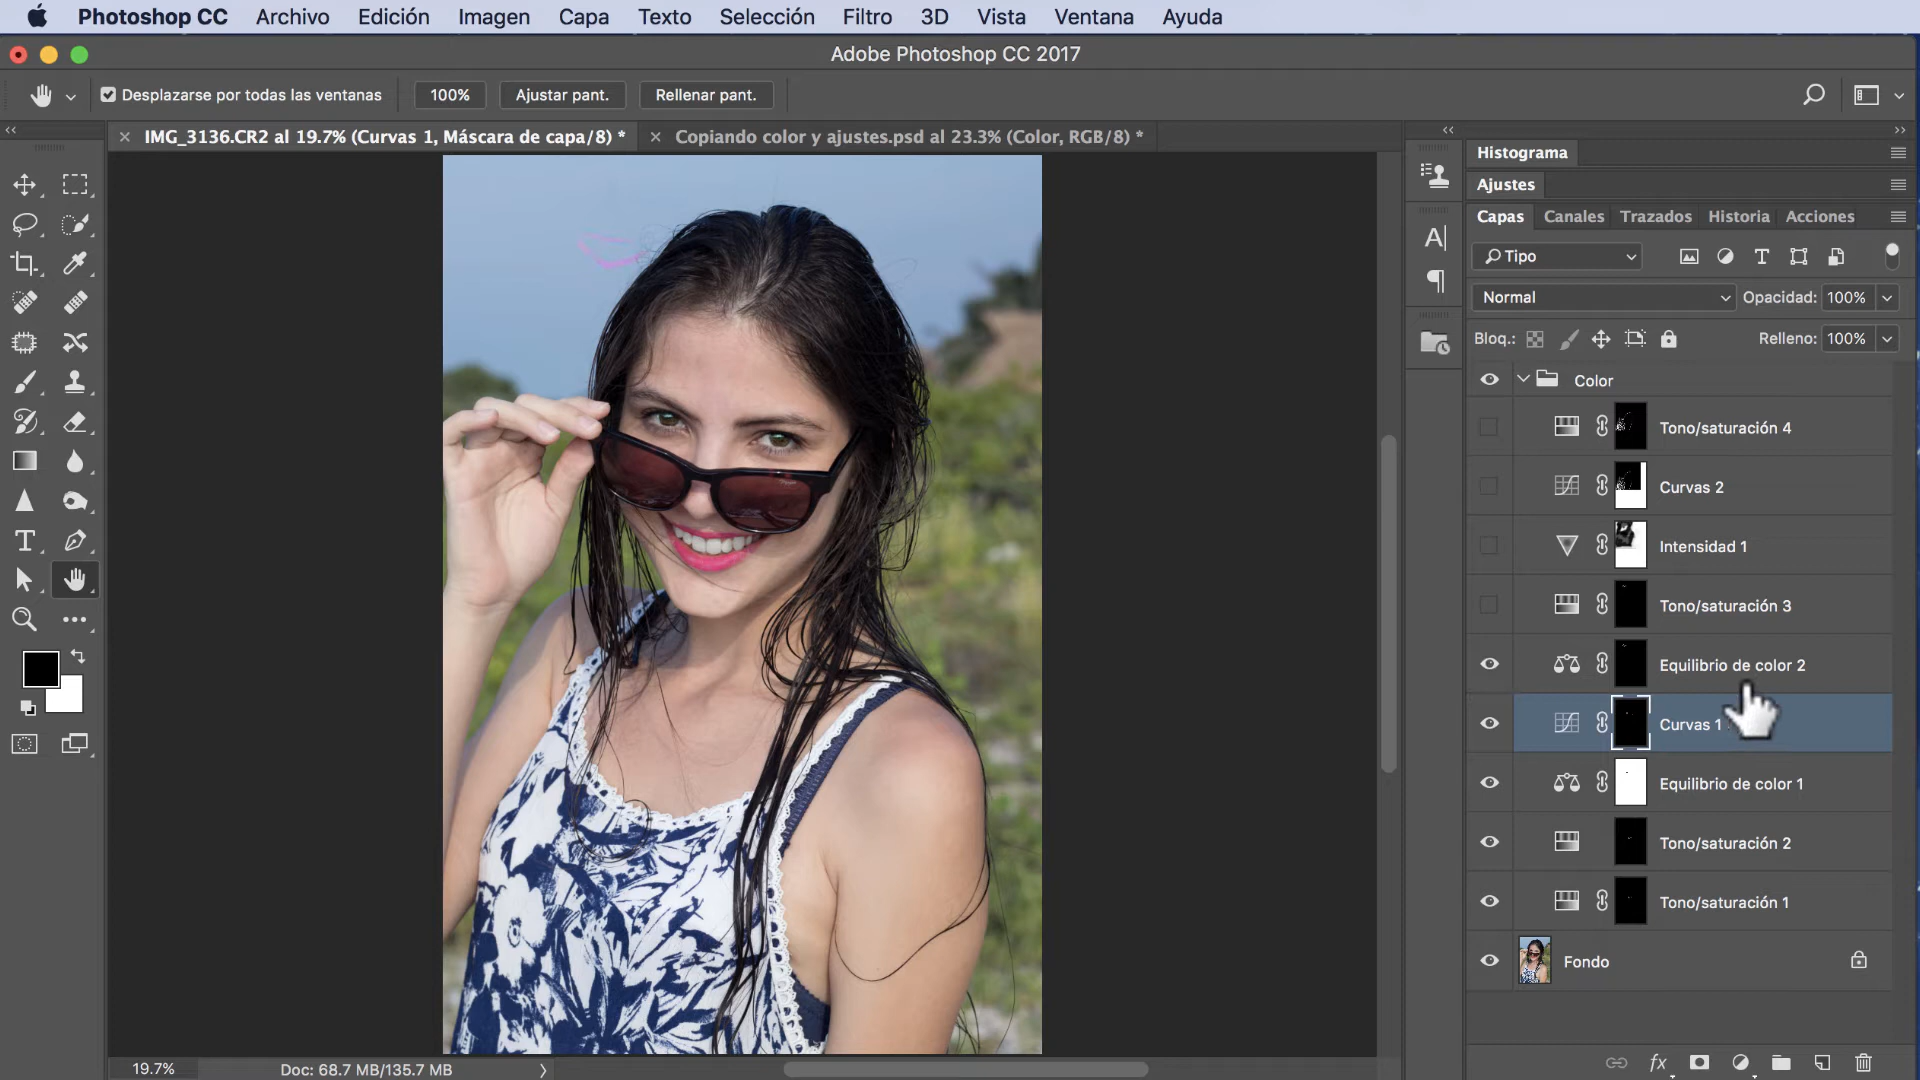 Photoshop CC Archivo Edición Imagen Capa Texto Selección Filtro 3D Vista Ventana Ayuda
Adobe Photoshop CC 2017
Desplazarse por todas las ventanas 100% Ajustar pant. Rellenar pant.
IMG_3136.CR2 al 19.7% (Curvas 1, Máscara de capa/8) * Copiando color y ajustes.psd al 23.3% (Color, RGB/8) *
Histograma
Ajustes
Capas Canales Trazados Historia Acciones
Tipo
Normal Opacidad: 100%
Bloq.: Relleno: 100%
Color
Tono/saturación 4
Curvas 2
Intensidad 1
Tono/saturación 3
Equilibrio de color 2
Curvas 1
Equilibrio de color 1
Tono/saturación 2
Tono/saturación 1
Fondo
19.7% Doc: 68.7 MB/135.7 MB